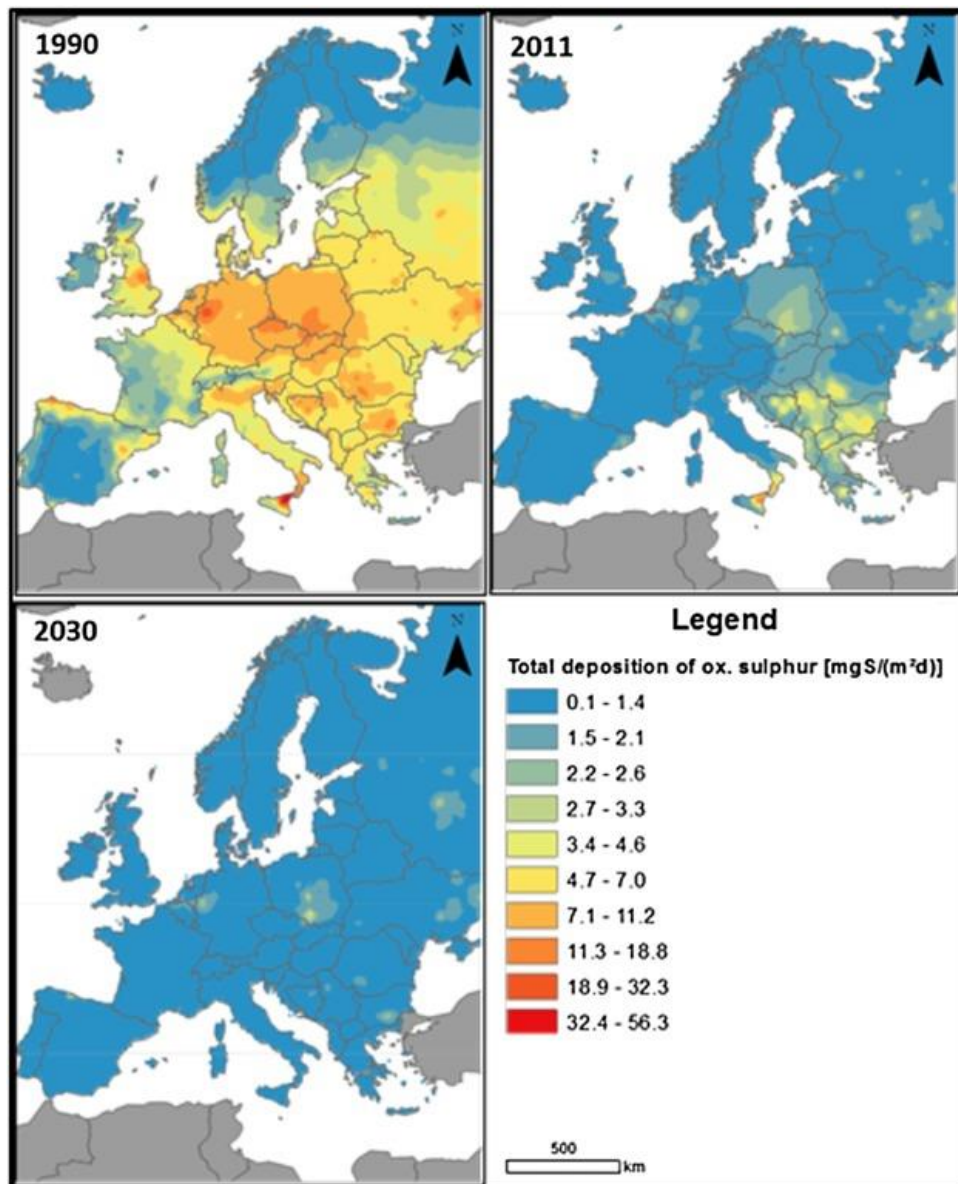 1990
N
2011
N
2030
N
Legend
Total deposition of ox. sulphur [mgS/(m²d)]
0.1 - 1.4
1.5 - 2.1
2.2 - 2.6
2.7 - 3.3
3.4 - 4.6
4.7 - 7.0
7.1 - 11.2
11.3 - 18.8
18.9 - 32.3
32.4 - 56.3
500
km